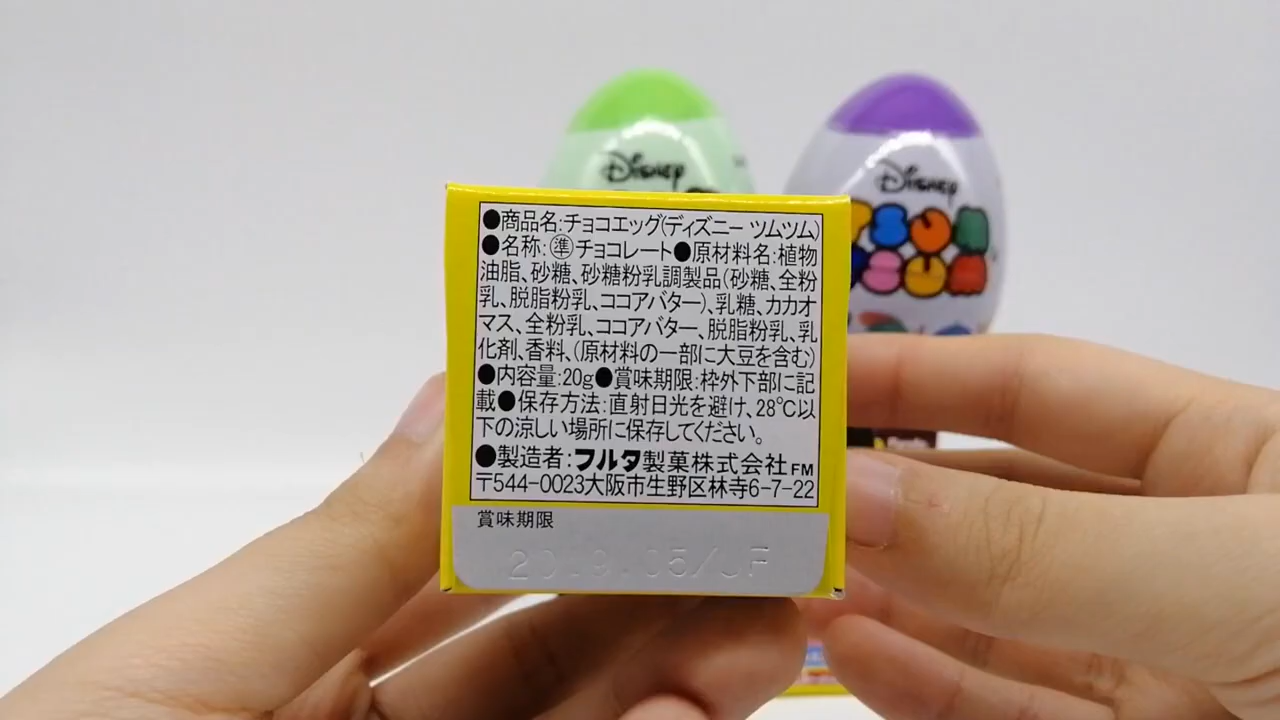 Disney
Disney
●商品名:チョコエッグ(ディズニー ツムツム)
●名称:㊜チョコレート●原材料名:植物
油脂、砂糖、砂糖粉乳調製品(砂糖、全粉
乳、脱脂粉乳、ココアバター)、乳糖、カカオ
マス、全粉乳、ココアバター、脱脂粉乳、乳
化剤、香料、(原材料の一部に大豆を含む)
●内容量:20g●賞味期限:枠外下部に記
載●保存方法:直射日光を避け、28℃以
下の涼しい場所に保存してください。
●製造者:フルタ製菓株式会社FM
〒544-0023大阪市生野区林寺6-7-22
賞味期限
2019.05/JF